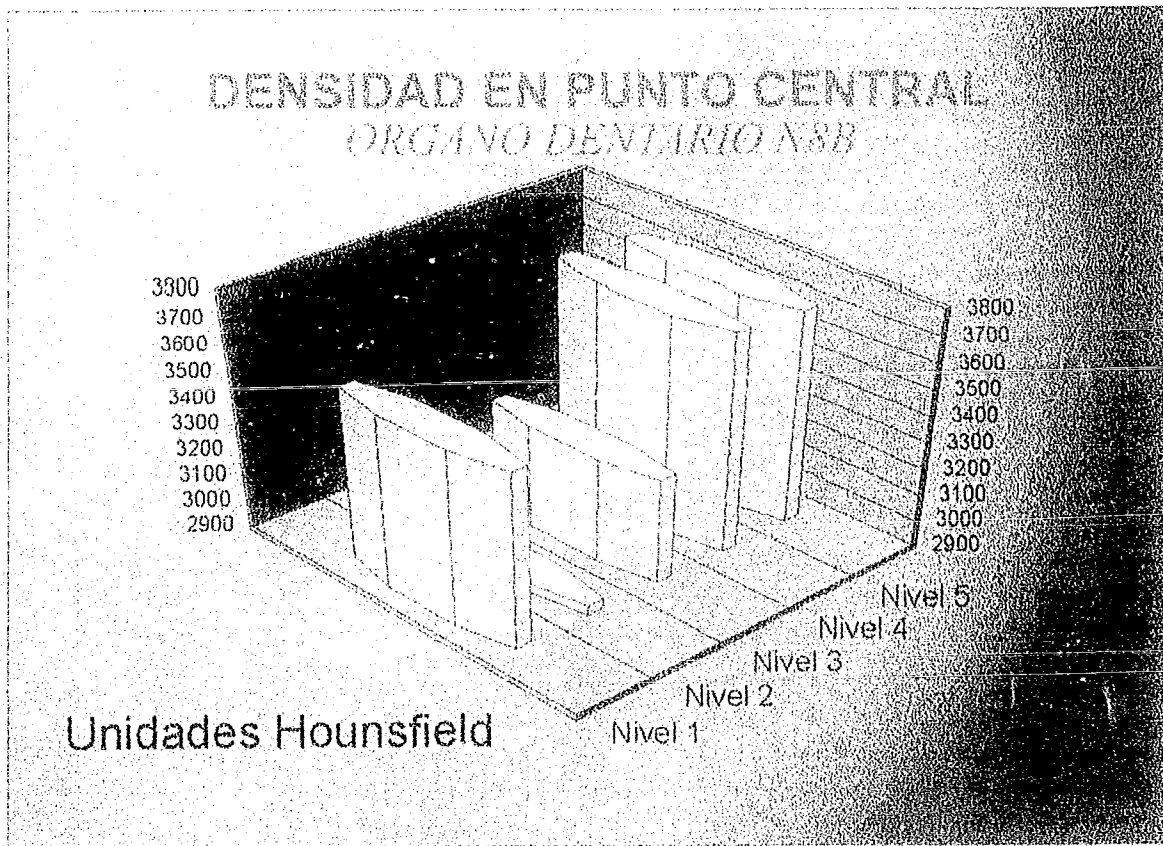 DENSIDAD EN PUNTO CENTRAL
ORGANO DENTARIO N8B
3800
3700
3600
3500
3400
3300
3200
3100
3000
2900
3800
3700
3600
3500
3400
3300
3200
3100
3000
2900
Nivel 5
Nivel 4
Nivel 3
Nivel 2
Nivel 1
Unidades Hounsfield